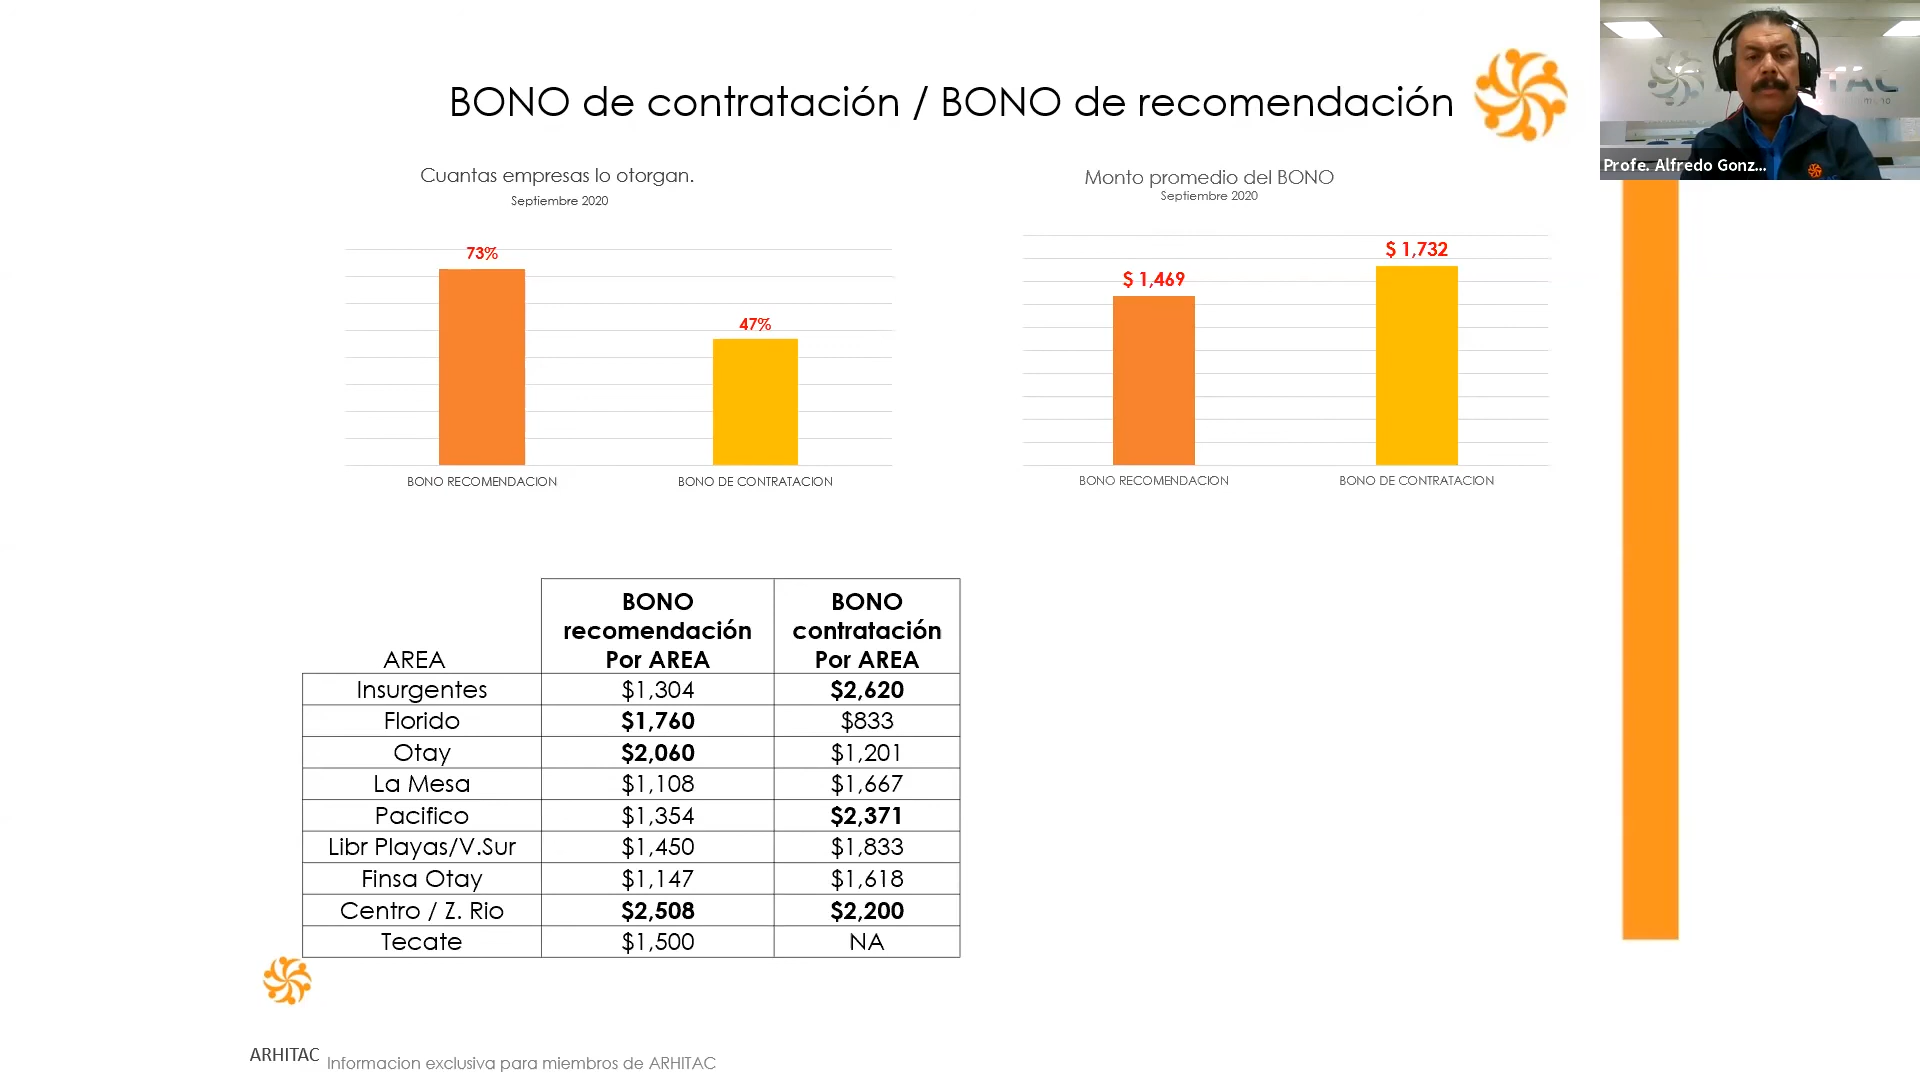 BONO de contratación / BONO de recomendación
Profe. Alfredo Gonz...
Cuantas empresas lo otorgan.
Septiembre 2020
73%
47%
BONO RECOMENDACION
BONO DE CONTRATACION
Monto promedio del BONO
Septiembre 2020
$ 1,469
$ 1,732
BONO RECOMENDACION
BONO DE CONTRATACION
AREA BONO recomendación Por AREA BONO contratación Por AREA
Insurgentes $1,304 $2,620
Florido $1,760 $833
Otay $2,060 $1,201
La Mesa $1,108 $1,667
Pacifico $1,354 $2,371
Libr Playas/V.Sur $1,450 $1,833
Finsa Otay $1,147 $1,618
Centro / Z. Rio $2,508 $2,200
Tecate $1,500 NA
ARHITAC Informacion exclusiva para miembros de ARHITAC